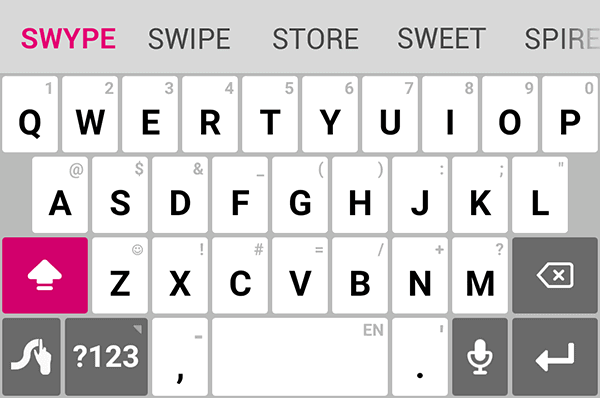 SWYPE SWIPE STORE SWEET SPIRE
1 2 3 4 5 6 7 8 9 0
Q W E R T Y U I O P
@ $ & _ ( ) : ; "
A S D F G H J K L
☺ ! # = / + ?
Z X C V B N M
- EN '
?123 , .